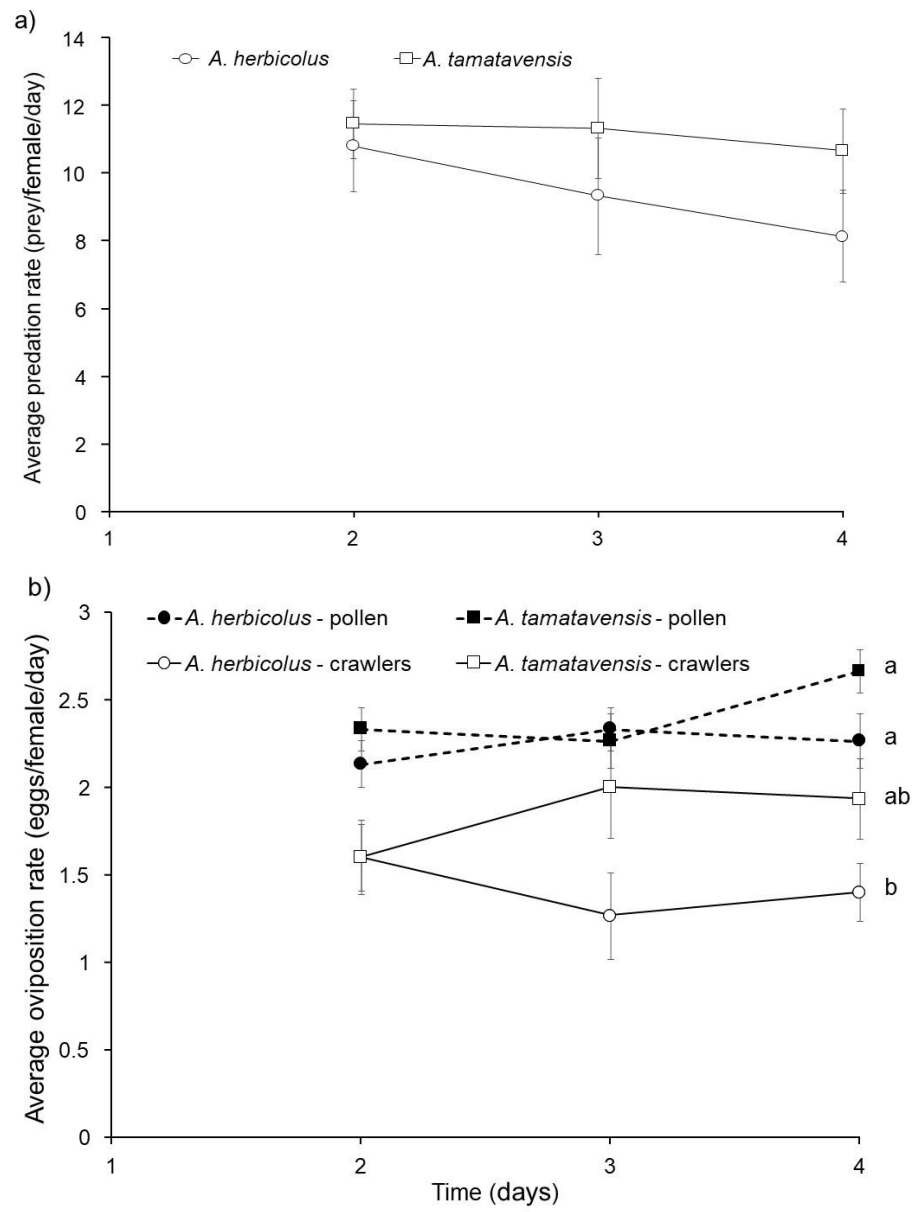 a)
A. herbicolus
A. tamatavensis
Average predation rate (prey/female/day)
14
12
10
8
6
4
2
0
1
2
3
4
b)
A. herbicolus - pollen
A. tamatavensis - pollen
A. herbicolus - crawlers
A. tamatavensis - crawlers
Average oviposition rate (eggs/female/day)
3
2.5
2
1.5
1
0.5
0
a
a
ab
b
1
2
3
4
Time (days)